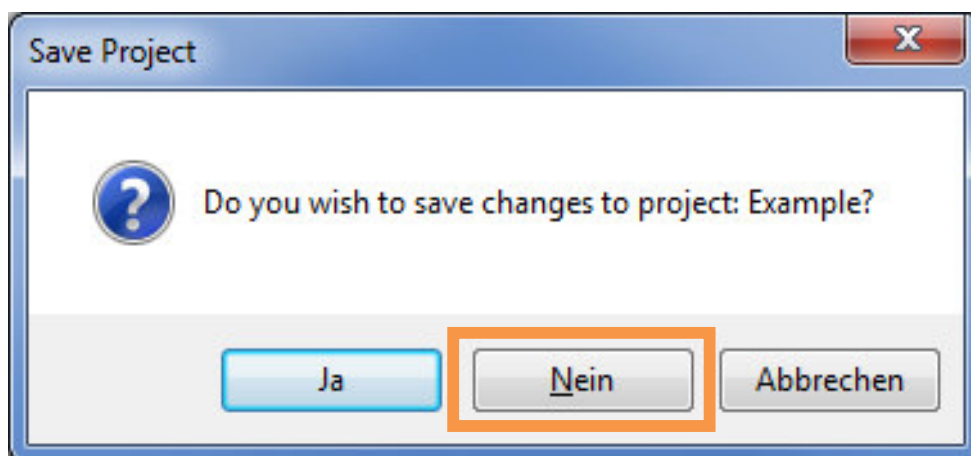 Save Project
Do you wish to save changes to project: Example?
Ja
Nein
Abbrechen